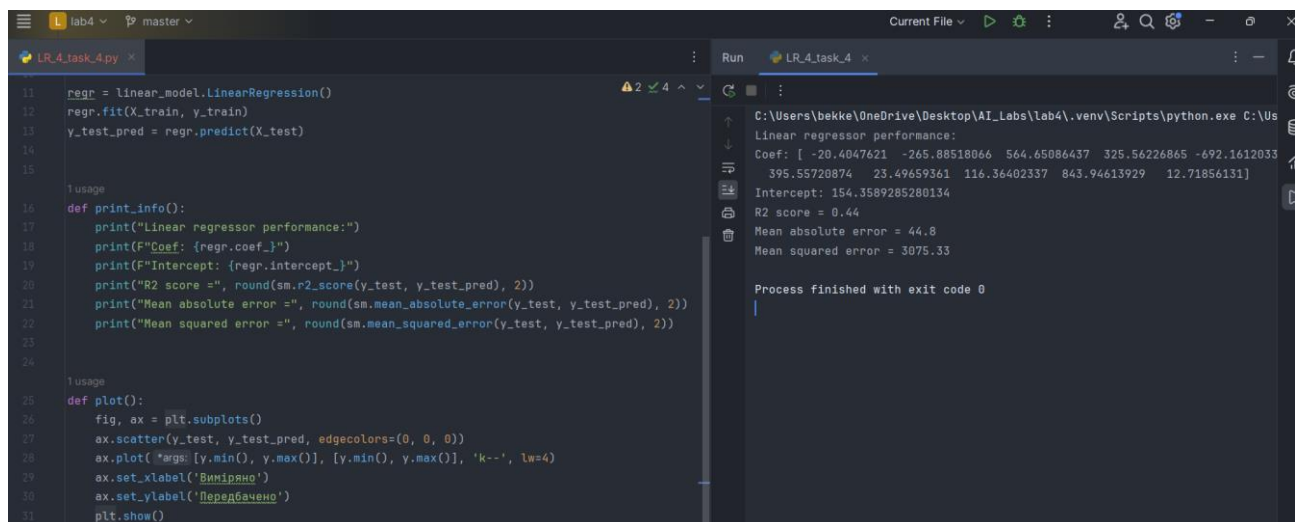 L lab4 master
Current File
LR_4_task_4.py
Run LR_4_task_4
2 4
11 regr = linear_model.LinearRegression()
12 regr.fit(X_train, y_train)
13 y_test_pred = regr.predict(X_test)
14
15
1 usage
16 def print_info():
17 print("Linear regressor performance:")
18 print(F"Coef: {regr.coef_}")
19 print(F"Intercept: {regr.intercept_}")
20 print("R2 score =", round(sm.r2_score(y_test, y_test_pred), 2))
21 print("Mean absolute error =", round(sm.mean_absolute_error(y_test, y_test_pred), 2))
22 print("Mean squared error =", round(sm.mean_squared_error(y_test, y_test_pred), 2))
23
24
1 usage
25 def plot():
26 fig, ax = plt.subplots()
27 ax.scatter(y_test, y_test_pred, edgecolors=(0, 0, 0))
28 ax.plot( *args: [y.min(), y.max()], [y.min(), y.max()], 'k--', lw=4)
29 ax.set_xlabel('Виміряно')
30 ax.set_ylabel('Передбачено')
31 plt.show()
C:\Users\bekke\OneDrive\Desktop\AI_Labs\lab4\.venv\Scripts\python.exe C:\Us
Linear regressor performance:
Coef: [ -20.4047621 -265.88518066 564.65086437 325.56226865 -692.1612033
395.55720874 23.49659361 116.36402337 843.94613929 12.71856131]
Intercept: 154.3589285280134
R2 score = 0.44
Mean absolute error = 44.8
Mean squared error = 3075.33
Process finished with exit code 0